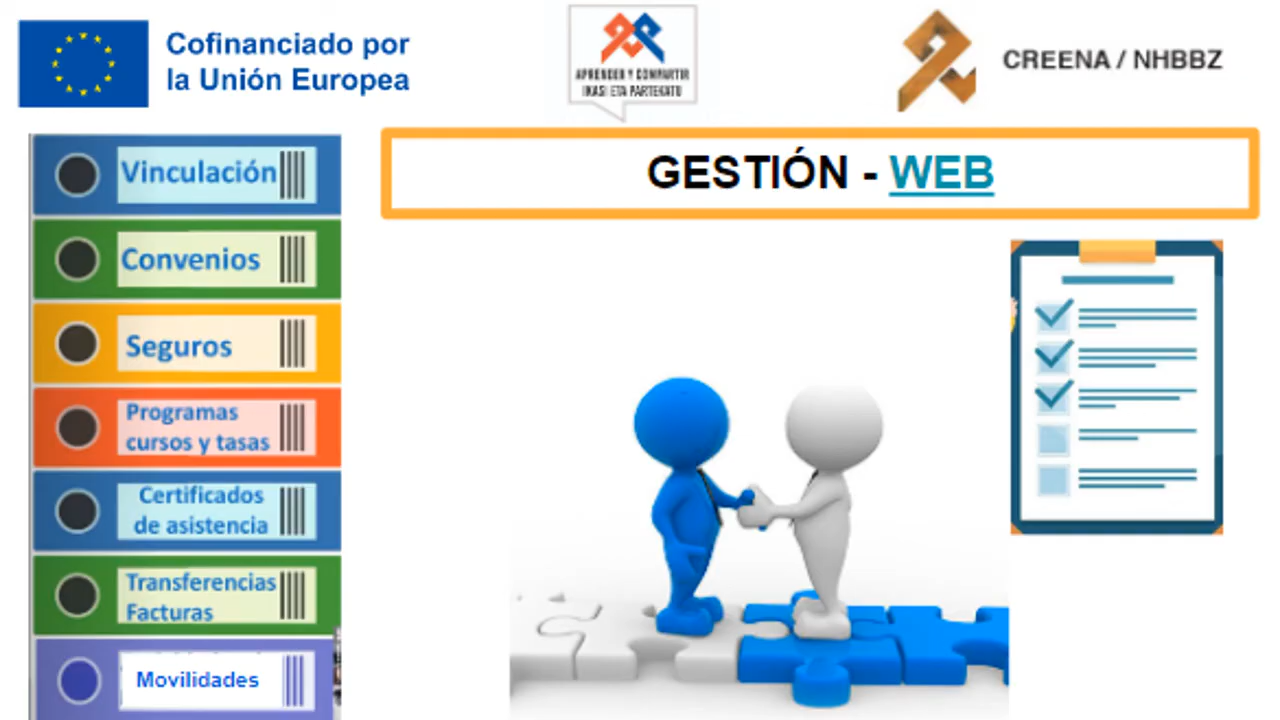 Cofinanciado por
la Unión Europea
APRENDER Y COMPARTIR
IKASI ETA PARTEKATU
CREENA / NHBBZ
GESTIÓN - WEB
Vinculación
Convenios
Seguros
Programas
cursos y tasas
Certificados
de asistencia
Transferencias
Facturas
Movilidades